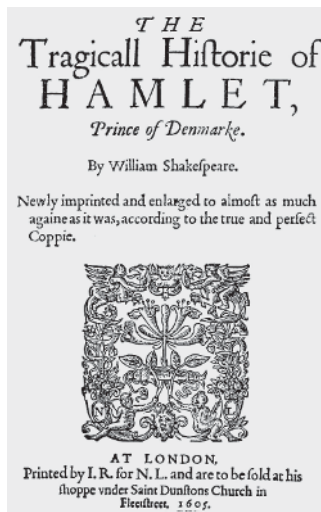 THE
Tragicall Hiſtorie of
HAMLET,
Prince of Denmarke.
By William Shakeſpeare.
Newly imprinted and enlarged to almoſt as much
againe as it was, according to the true and perfect
Coppie.
AT LONDON,
Printed by I. R. for N. L. and are to be ſold at his
ſhoppe vnder Saint Dunſtons Church in
Fleetſtreet, 1605.